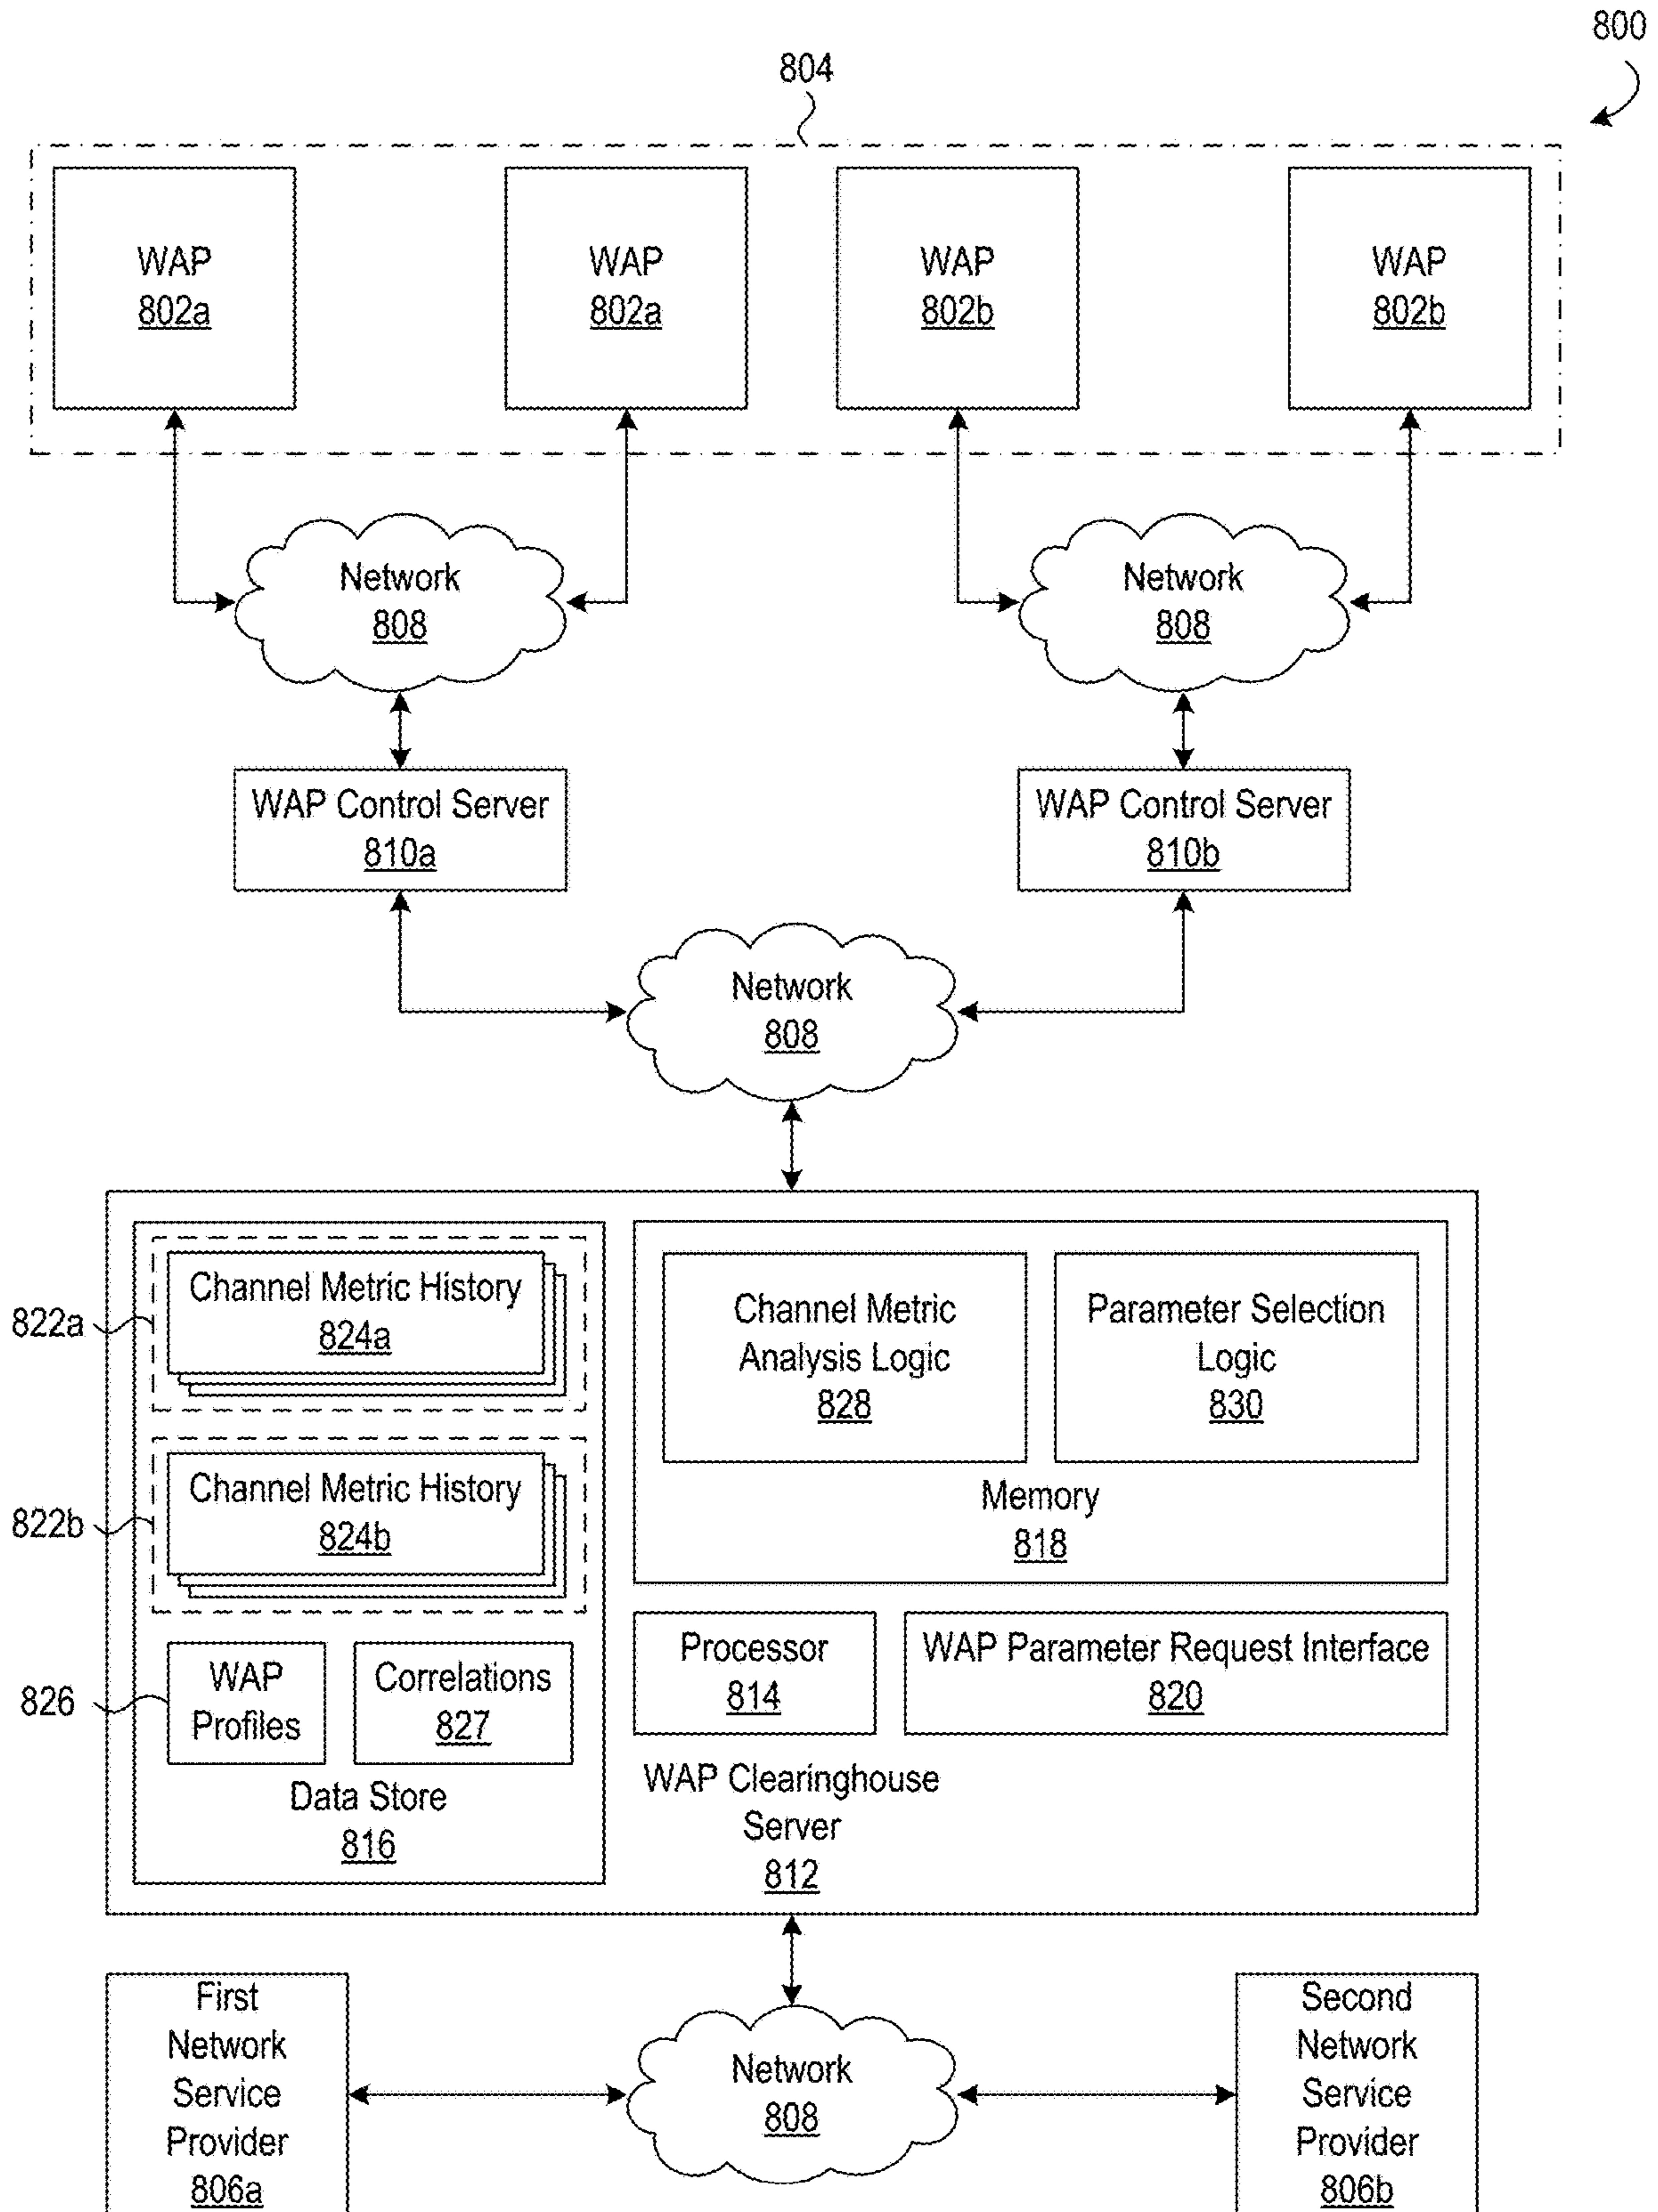 800
804
WAP
802a
WAP
802a
WAP
802b
WAP
802b
Network
808
Network
808
WAP Control Server
810a
WAP Control Server
810b
Network
808
822a
Channel Metric History
824a
822b
Channel Metric History
824b
826
WAP
Profiles
Correlations
827
Data Store
816
Channel Metric
Analysis Logic
828
Parameter Selection
Logic
830
Memory
818
Processor
814
WAP Parameter Request Interface
820
WAP Clearinghouse
Server
812
First
Network
Service
Provider
806a
Network
808
Second
Network
Service
Provider
806b